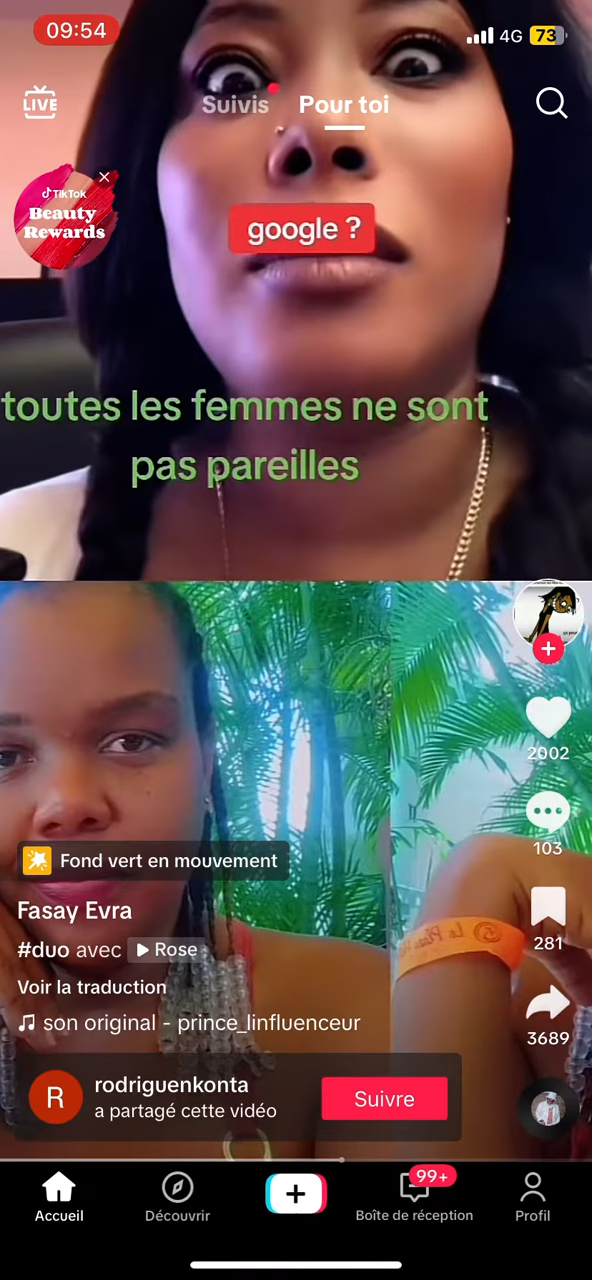 09:54
4G
73
LIVE
Suivis
Pour toi
TikTok
Beauty
Rewards
google ?
toutes les femmes ne sont
pas pareilles
2002
103
281
3689
Fond vert en mouvement
Fasay Evra
#duo avec Rose
Voir la traduction
son original - prince_linfluenceur
R
rodriguenkonta
a partagé cette vidéo
Suivre
99+
Accueil
Découvrir
Boîte de réception
Profil